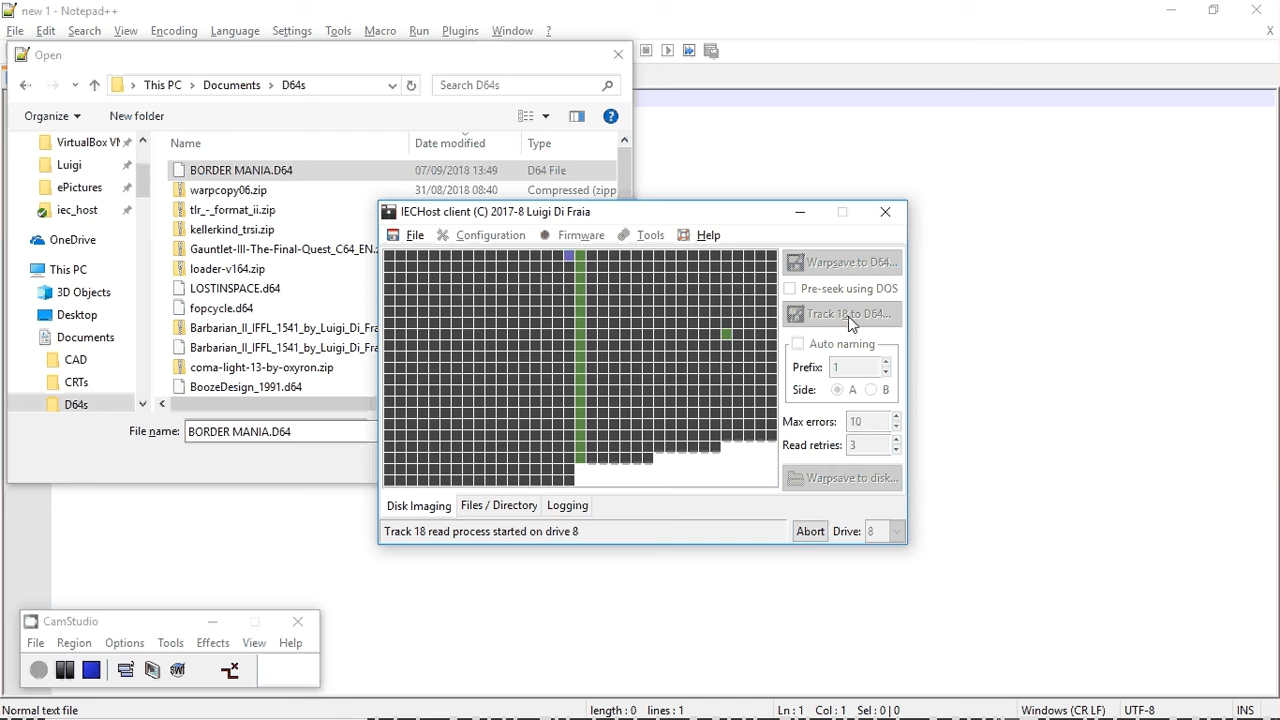 new 1 - Notepad++
File Edit Search View Encoding Language Settings Tools Macro Run Plugins Window ? X
Open
This PC Documents D64s Search D64s
Organize New folder
Name Date modified Type
VirtualBox VM
Luigi
ePictures
iec_host
OneDrive
This PC
3D Objects
Desktop
Documents
CAD
CRTs
D64s
BORDER MANIA.D64 07/09/2018 13:49 D64 File
warpcopy06.zip 31/08/2018 08:40 Compressed (zipp
tlr_-_format_ii.zip
kellerkind_trsi.zip
Gauntlet-III-The-Final-Quest_C64_EN.
loader-v164.zip
LOSTINSPACE.d64
fopcycle.d64
Barbarian_II_IFFL_1541_by_Luigi_Di_Fra
Barbarian_II_IFFL_1541_by_Luigi_Di_Fra
coma-light-13-by-oxyron.zip
BoozeDesign_1991.d64
File name: BORDER MANIA.D64
IECHost client (C) 2017-8 Luigi Di Fraia
File Configuration Firmware Tools Help
Warpsave to D64...
Pre-seek using DOS
Track 18 to D64...
Auto naming
Prefix: 1
Side: A B
Max errors: 10
Read retries: 3
Warpsave to disk...
Disk Imaging Files / Directory Logging
Track 18 read process started on drive 8 Abort Drive: 8
CamStudio
File Region Options Tools Effects View Help
Normal text file length : 0 lines : 1 Ln : 1 Col : 1 Sel : 0 | 0 Windows (CR LF) UTF-8 INS